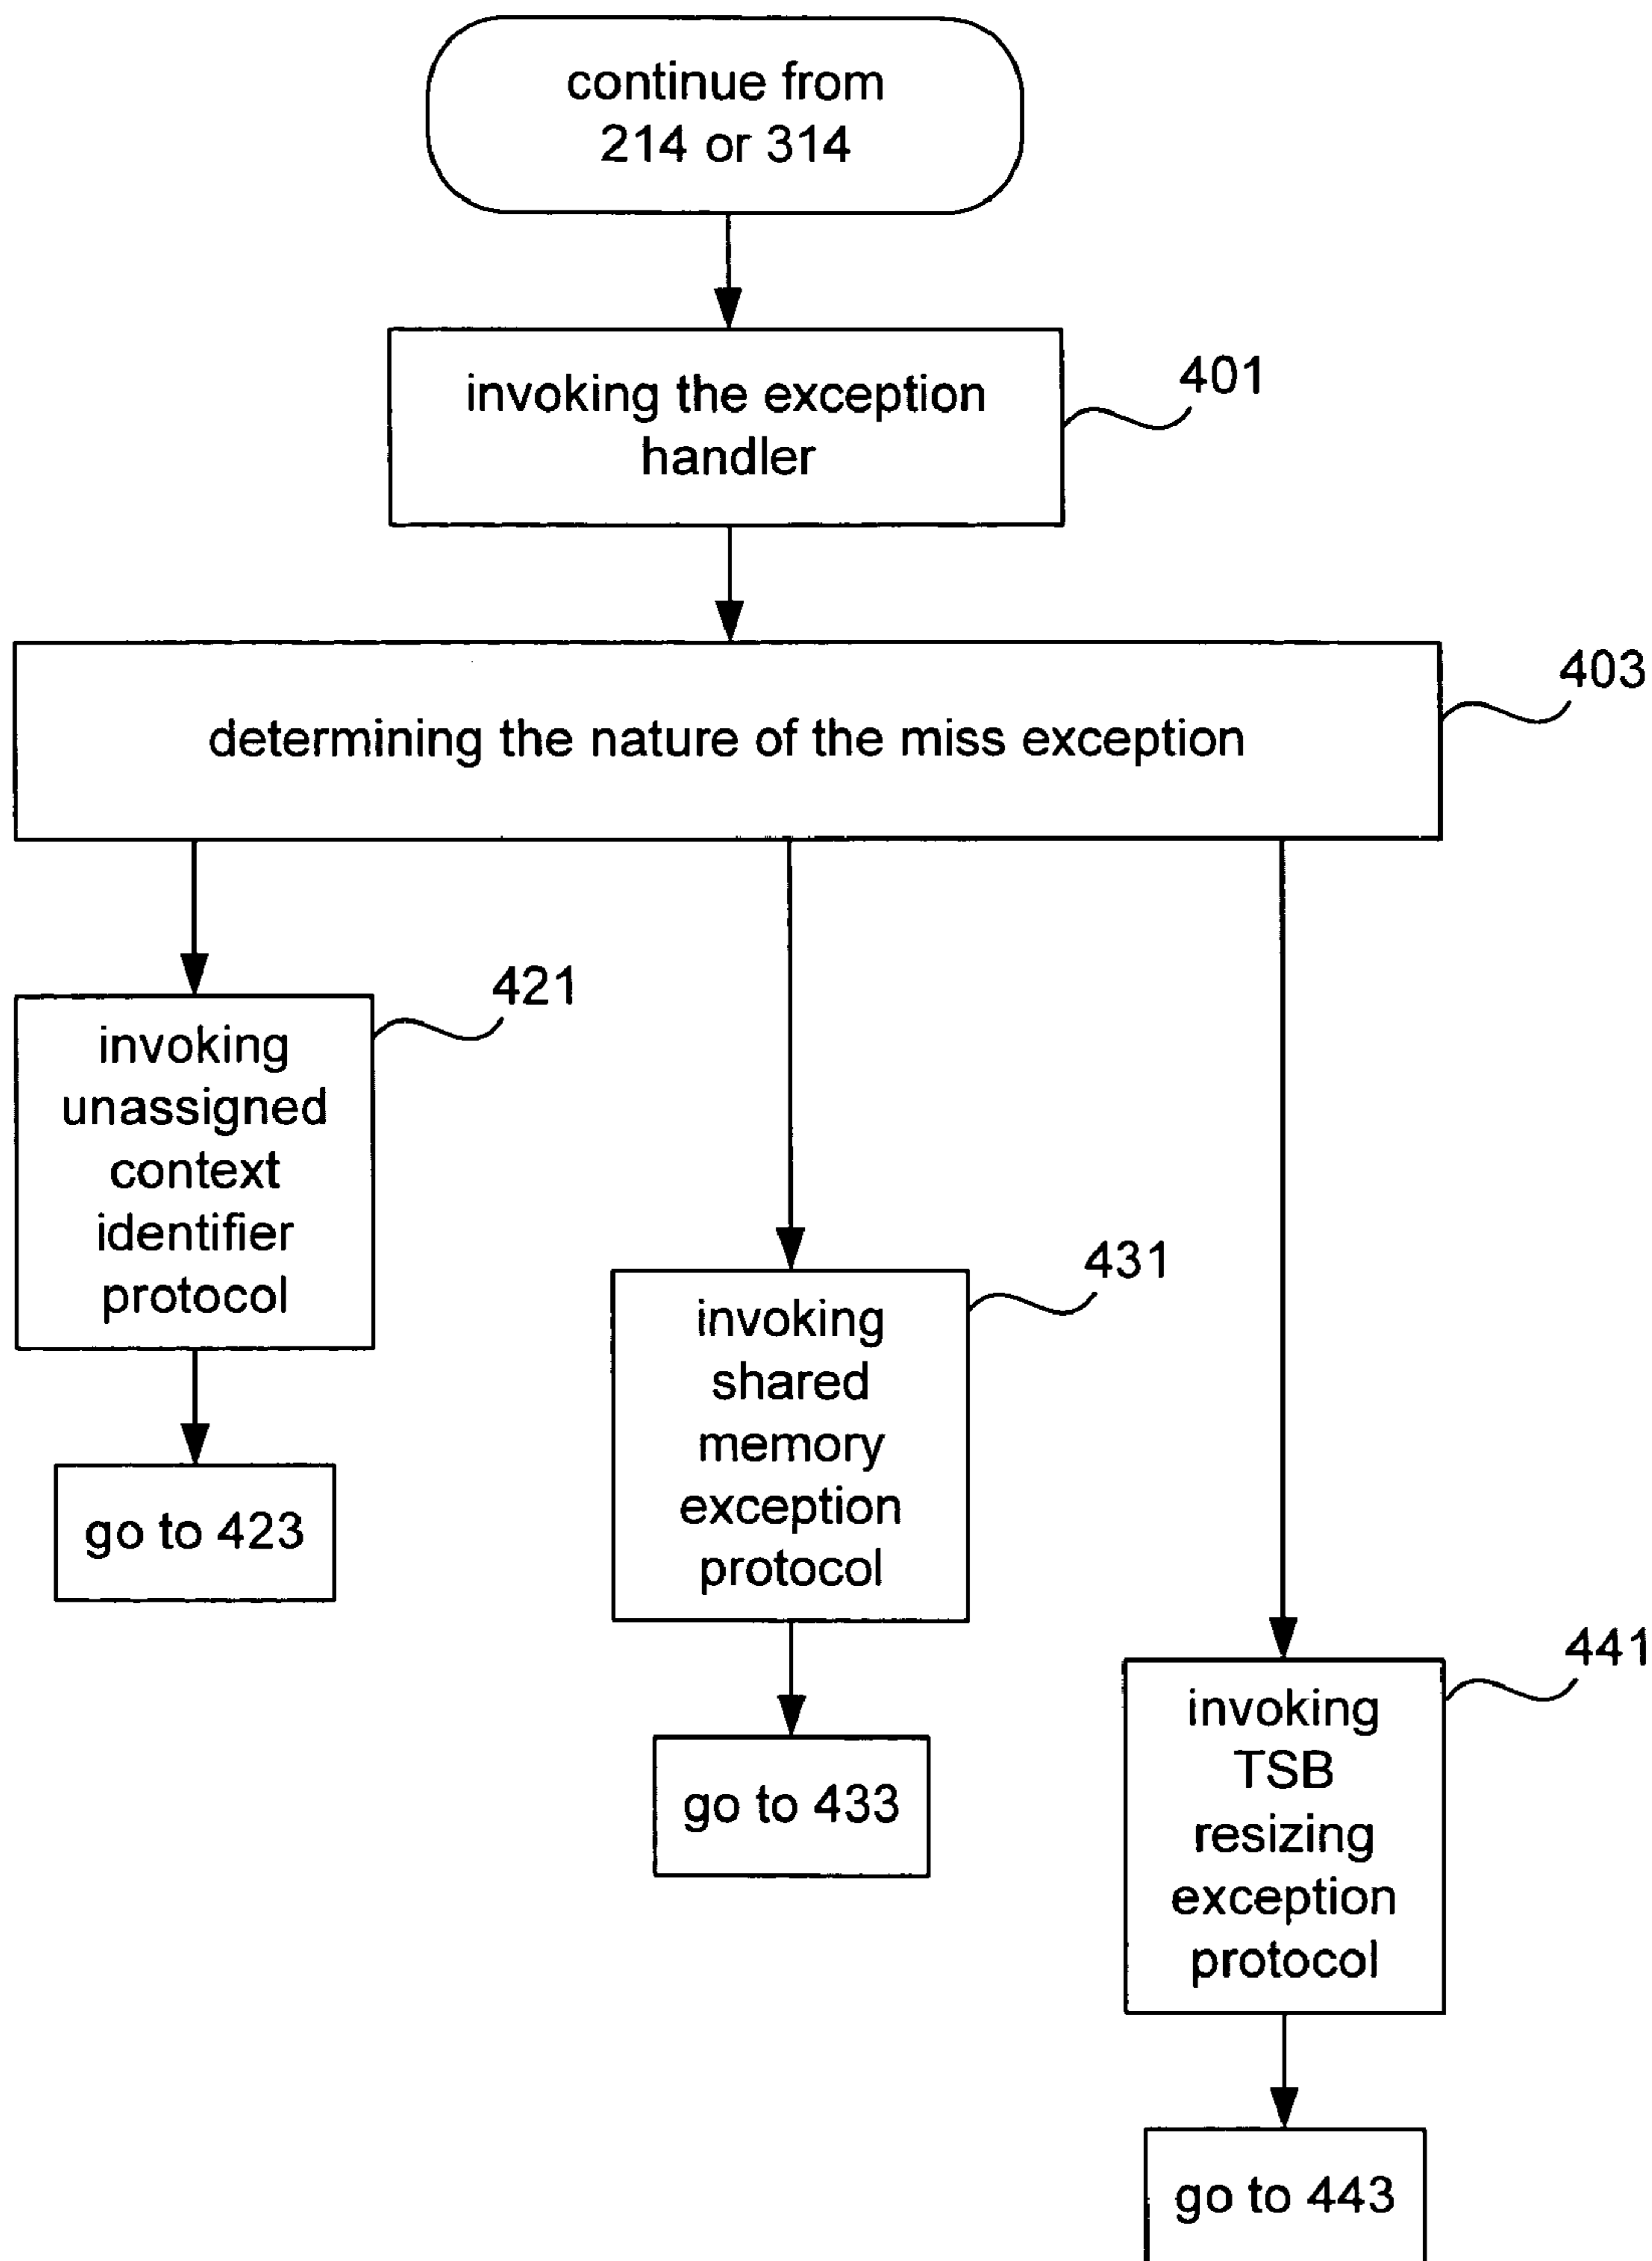 continue from
214 or 314
invoking the exception
handler
401
determining the nature of the miss exception
403
invoking
unassigned
context
identifier
protocol
421
go to 423
invoking
shared
memory
exception
protocol
431
go to 433
invoking
TSB
resizing
exception
protocol
441
go to 443